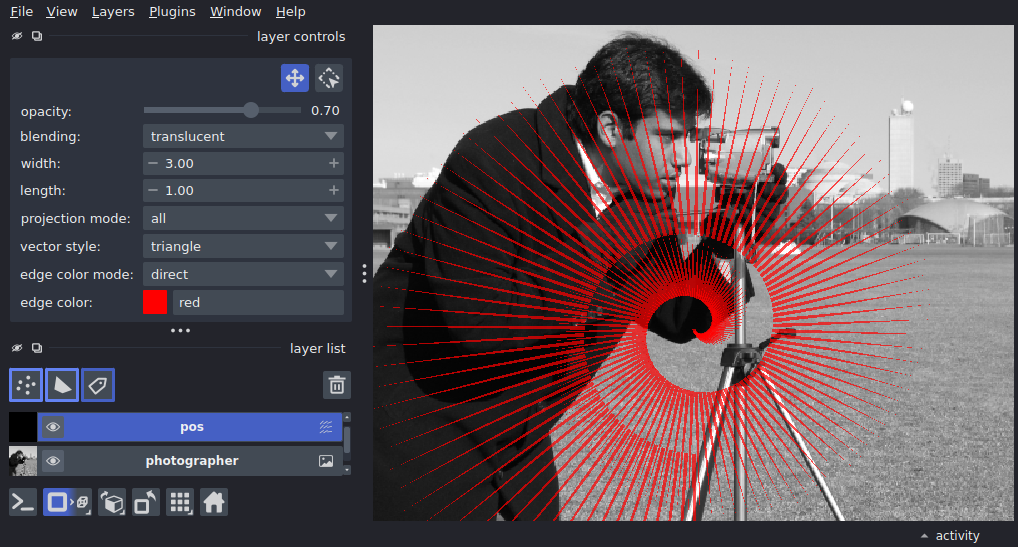 File View Layers Plugins Window Help
layer controls
opacity: 0.70
blending: translucent
width: 3.00
length: 1.00
projection mode: all
vector style: triangle
edge color mode: direct
edge color: red
layer list
pos
photographer
activity